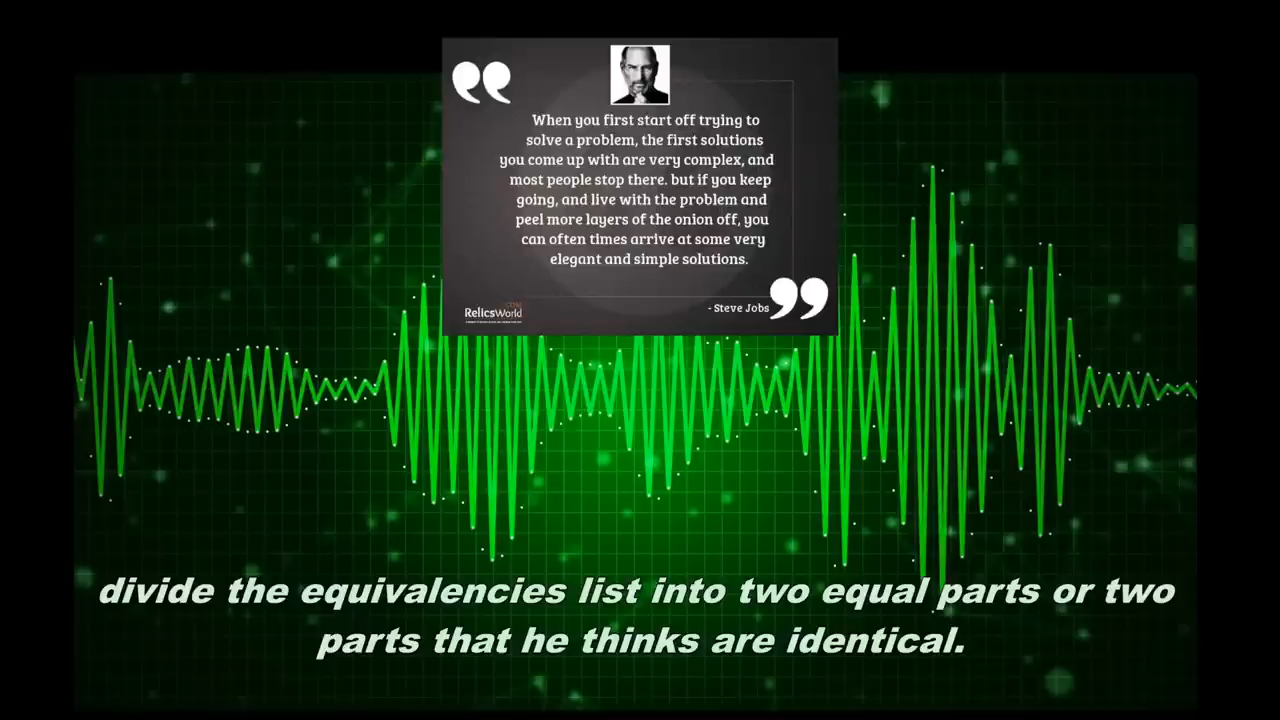 When you first start off trying to
solve a problem, the first solutions
you come up with are very complex, and
most people stop there. but if you keep
going, and live with the problem and
peel more layers of the onion off, you
can often times arrive at some very
elegant and simple solutions.
- Steve Jobs
.COM
RelicsWorld
divide the equivalencies list into two equal parts or two
parts that he thinks are identical.